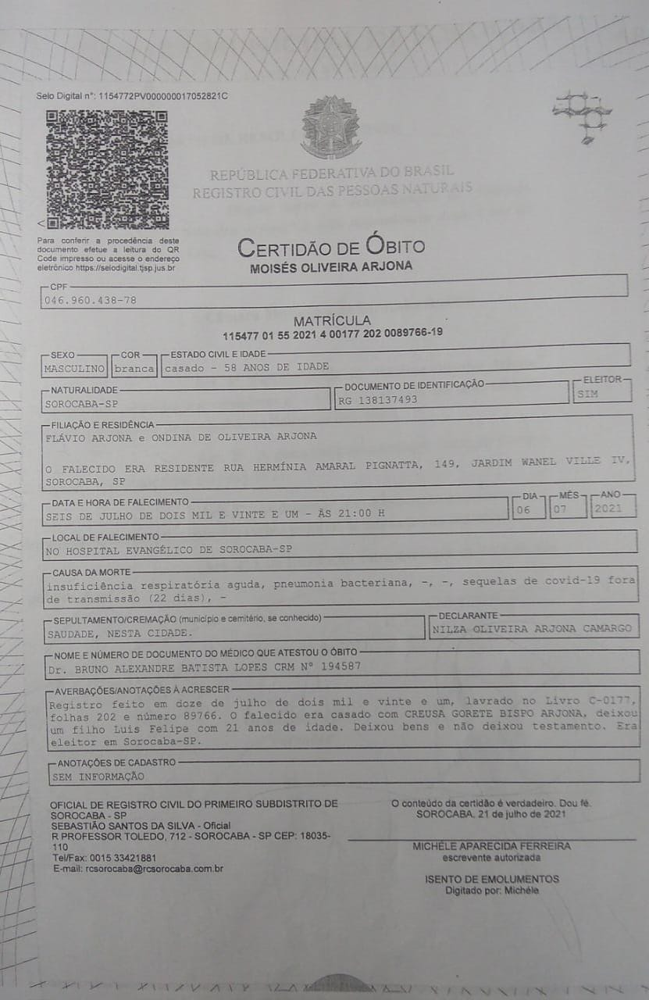 Selo Digital n°: 1154772PV000000017052821C
REPÚBLICA FEDERATIVA DO BRASIL
REGISTRO CIVIL DAS PESSOAS NATURAIS
Para conferir a procedência deste
documento efetue a leitura do QR
Code impresso ou acesse o endereço
eletrônico https://selodigital.tjsp.jus.br
CERTIDÃO DE ÓBITO
MOISÉS OLIVEIRA ARJONA
CPF
046.960.438-78
MATRÍCULA
115477 01 55 2021 4 00177 202 0089766-19
SEXO COR ESTADO CIVIL E IDADE
MASCULINO branca casado - 58 ANOS DE IDADE
NATURALIDADE DOCUMENTO DE IDENTIFICAÇÃO ELEITOR
SOROCABA-SP RG 138137493 SIM
FILIAÇÃO E RESIDÊNCIA
FLÁVIO ARJONA e ONDINA DE OLIVEIRA ARJONA
O FALECIDO ERA RESIDENTE RUA HERMÍNIA AMARAL PIGNATTA, 149, JARDIM WANEL VILLE IV,
SOROCABA, SP
DATA E HORA DE FALECIMENTO DIA MÊS ANO
SEIS DE JULHO DE DOIS MIL E VINTE E UM - ÀS 21:00 H 06 07 2021
LOCAL DE FALECIMENTO
NO HOSPITAL EVANGÉLICO DE SOROCABA-SP
CAUSA DA MORTE
insuficiência respiratória aguda, pneumonia bacteriana, -, -, sequelas de covid-19 fora
de transmissão (22 dias), -
SEPULTAMENTO/CREMAÇÃO (município e cemitério, se conhecido) DECLARANTE
SAUDADE, NESTA CIDADE. NILZA OLIVEIRA ARJONA CAMARGO
NOME E NÚMERO DE DOCUMENTO DO MÉDICO QUE ATESTOU O ÓBITO
Dr. BRUNO ALEXANDRE BATISTA LOPES CRM Nº 194587
AVERBAÇÕES/ANOTAÇÕES À ACRESCER
Registro feito em doze de julho de dois mil e vinte e um, lavrado no Livro C-0177,
folhas 202 e número 89766. O falecido era casado com CREUSA GORETE BISPO ARJONA, deixou
um filho Luis Felipe com 21 anos de idade. Deixou bens e não deixou testamento. Era
eleitor em Sorocaba-SP.
ANOTAÇÕES DE CADASTRO
SEM INFORMAÇÃO
OFICIAL DE REGISTRO CIVIL DO PRIMEIRO SUBDISTRITO DE
SOROCABA - SP
SEBASTIÃO SANTOS DA SILVA - Oficial
R PROFESSOR TOLEDO, 712 - SOROCABA - SP CEP: 18035-
110
Tel/Fax: 0015 33421881
E-mail: rcsorocaba@rcsorocaba.com.br
O conteúdo da certidão é verdadeiro. Dou fé.
SOROCABA, 21 de julho de 2021
MICHÉLE APARECIDA FERREIRA
escrevente autorizada
ISENTO DE EMOLUMENTOS
Digitado por: Michéle